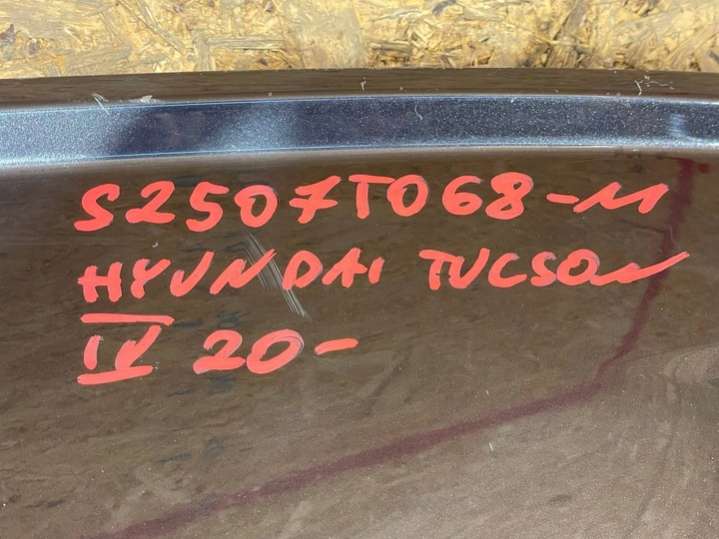 S2507T068-M
HYUNDAI TUCSON
IV 20-